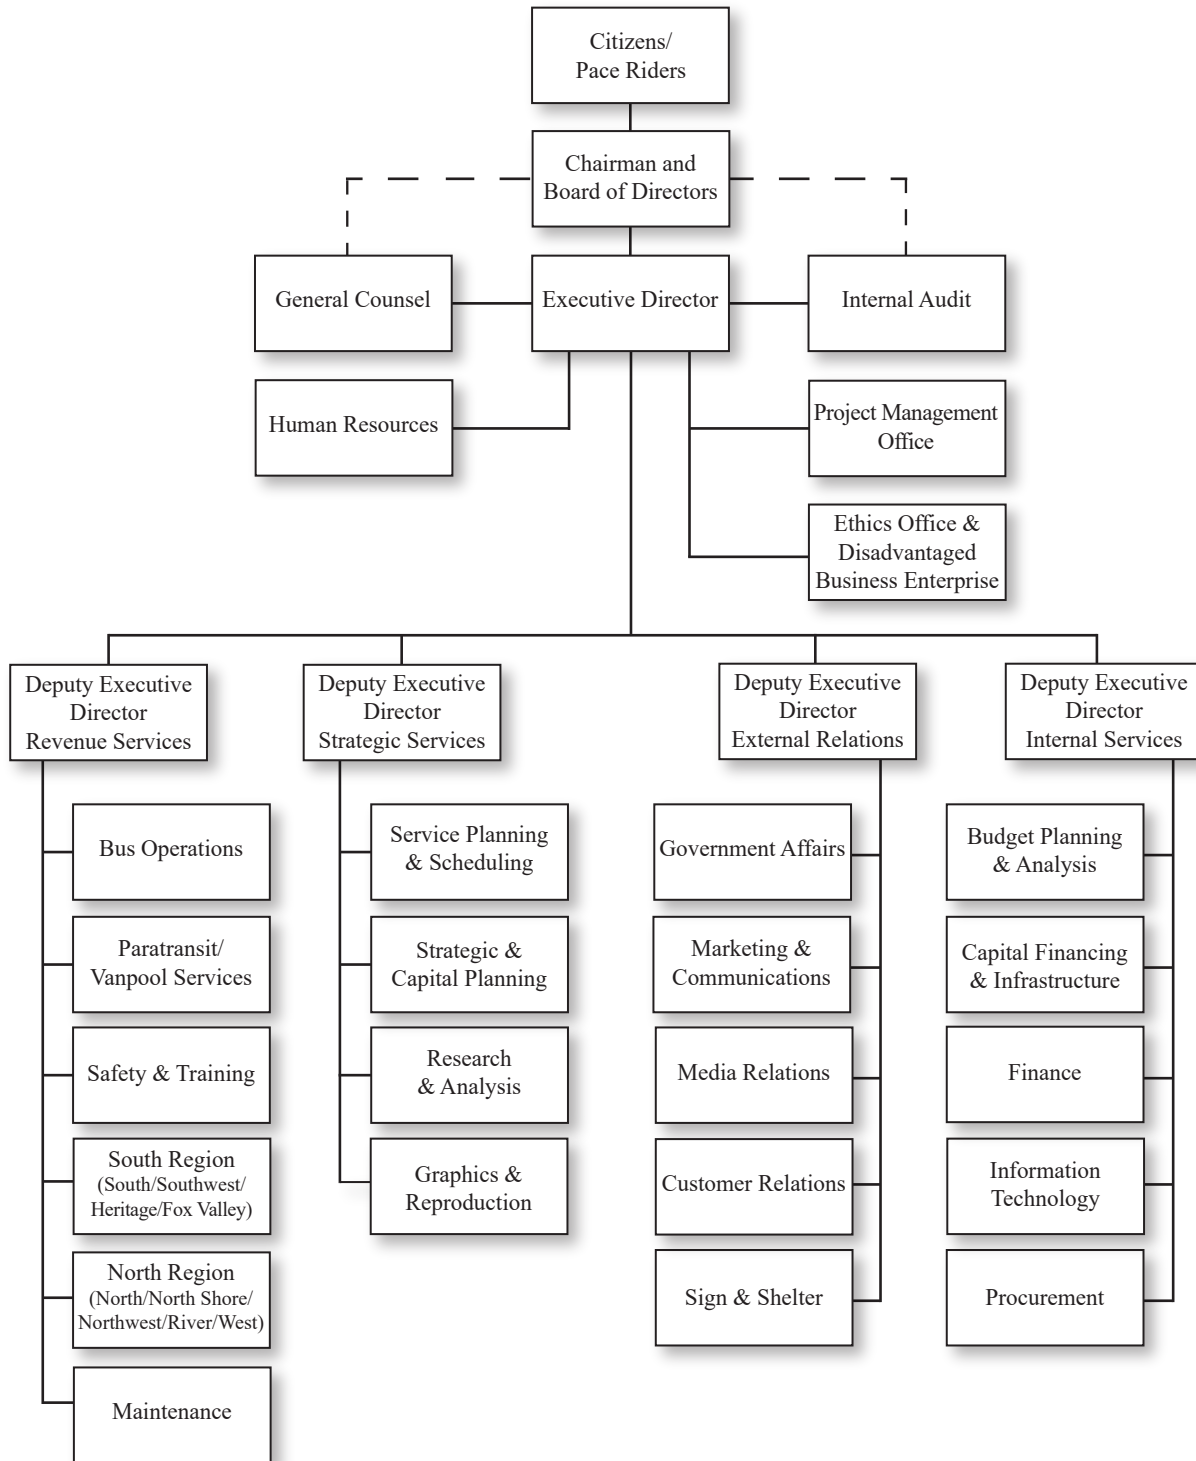 Citizens/
Pace Riders
Chairman and
Board of Directors
General Counsel
Executive Director
Internal Audit
Human Resources
Project Management
Office
Ethics Office &
Disadvantaged
Business Enterprise
Deputy Executive
Director
Revenue Services
Deputy Executive
Director
Strategic Services
Deputy Executive
Director
External Relations
Deputy Executive
Director
Internal Services
Bus Operations
Paratransit/
Vanpool Services
Safety & Training
South Region
(South/Southwest/
Heritage/Fox Valley)
North Region
(North/North Shore/
Northwest/River/West)
Maintenance
Service Planning
& Scheduling
Strategic &
Capital Planning
Research
& Analysis
Graphics &
Reproduction
Government Affairs
Marketing &
Communications
Media Relations
Customer Relations
Sign & Shelter
Budget Planning
& Analysis
Capital Financing
& Infrastructure
Finance
Information
Technology
Procurement